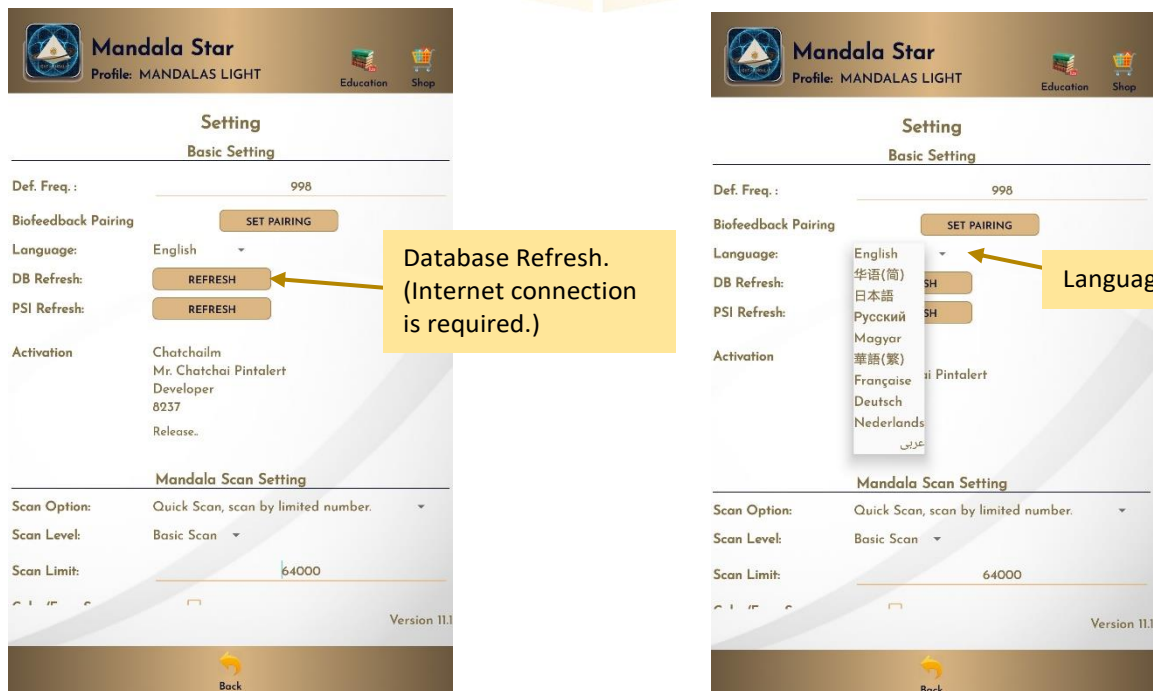 Mandala Star
Profile: MANDALAS LIGHT
Education
Shop
Setting
Basic Setting
Def. Freq. :
998
Biofeedback Pairing
SET PAIRING
Language:
English
DB Refresh:
REFRESH
PSI Refresh:
REFRESH
Activation
Chatchailm
Mr. Chatchai Pintalert
Developer
8237
Release..
Mandala Scan Setting
Scan Option:
Quick Scan, scan by limited number.
Scan Level:
Basic Scan
Scan Limit:
64000
Version 11.1
Back
Database Refresh.
(Internet connection
is required.)
Mandala Star
Profile: MANDALAS LIGHT
Education
Shop
Setting
Basic Setting
Def. Freq. :
998
Biofeedback Pairing
SET PAIRING
Language:
English
华语(简)
日本語
Русский
Magyar
華語(繁)
Française
Deutsch
Nederlands
عربى
DB Refresh:
SH
PSI Refresh:
SH
Activation
ai Pintalert
Mandala Scan Setting
Scan Option:
Quick Scan, scan by limited number.
Scan Level:
Basic Scan
Scan Limit:
64000
Version 11.1
Back
Languag